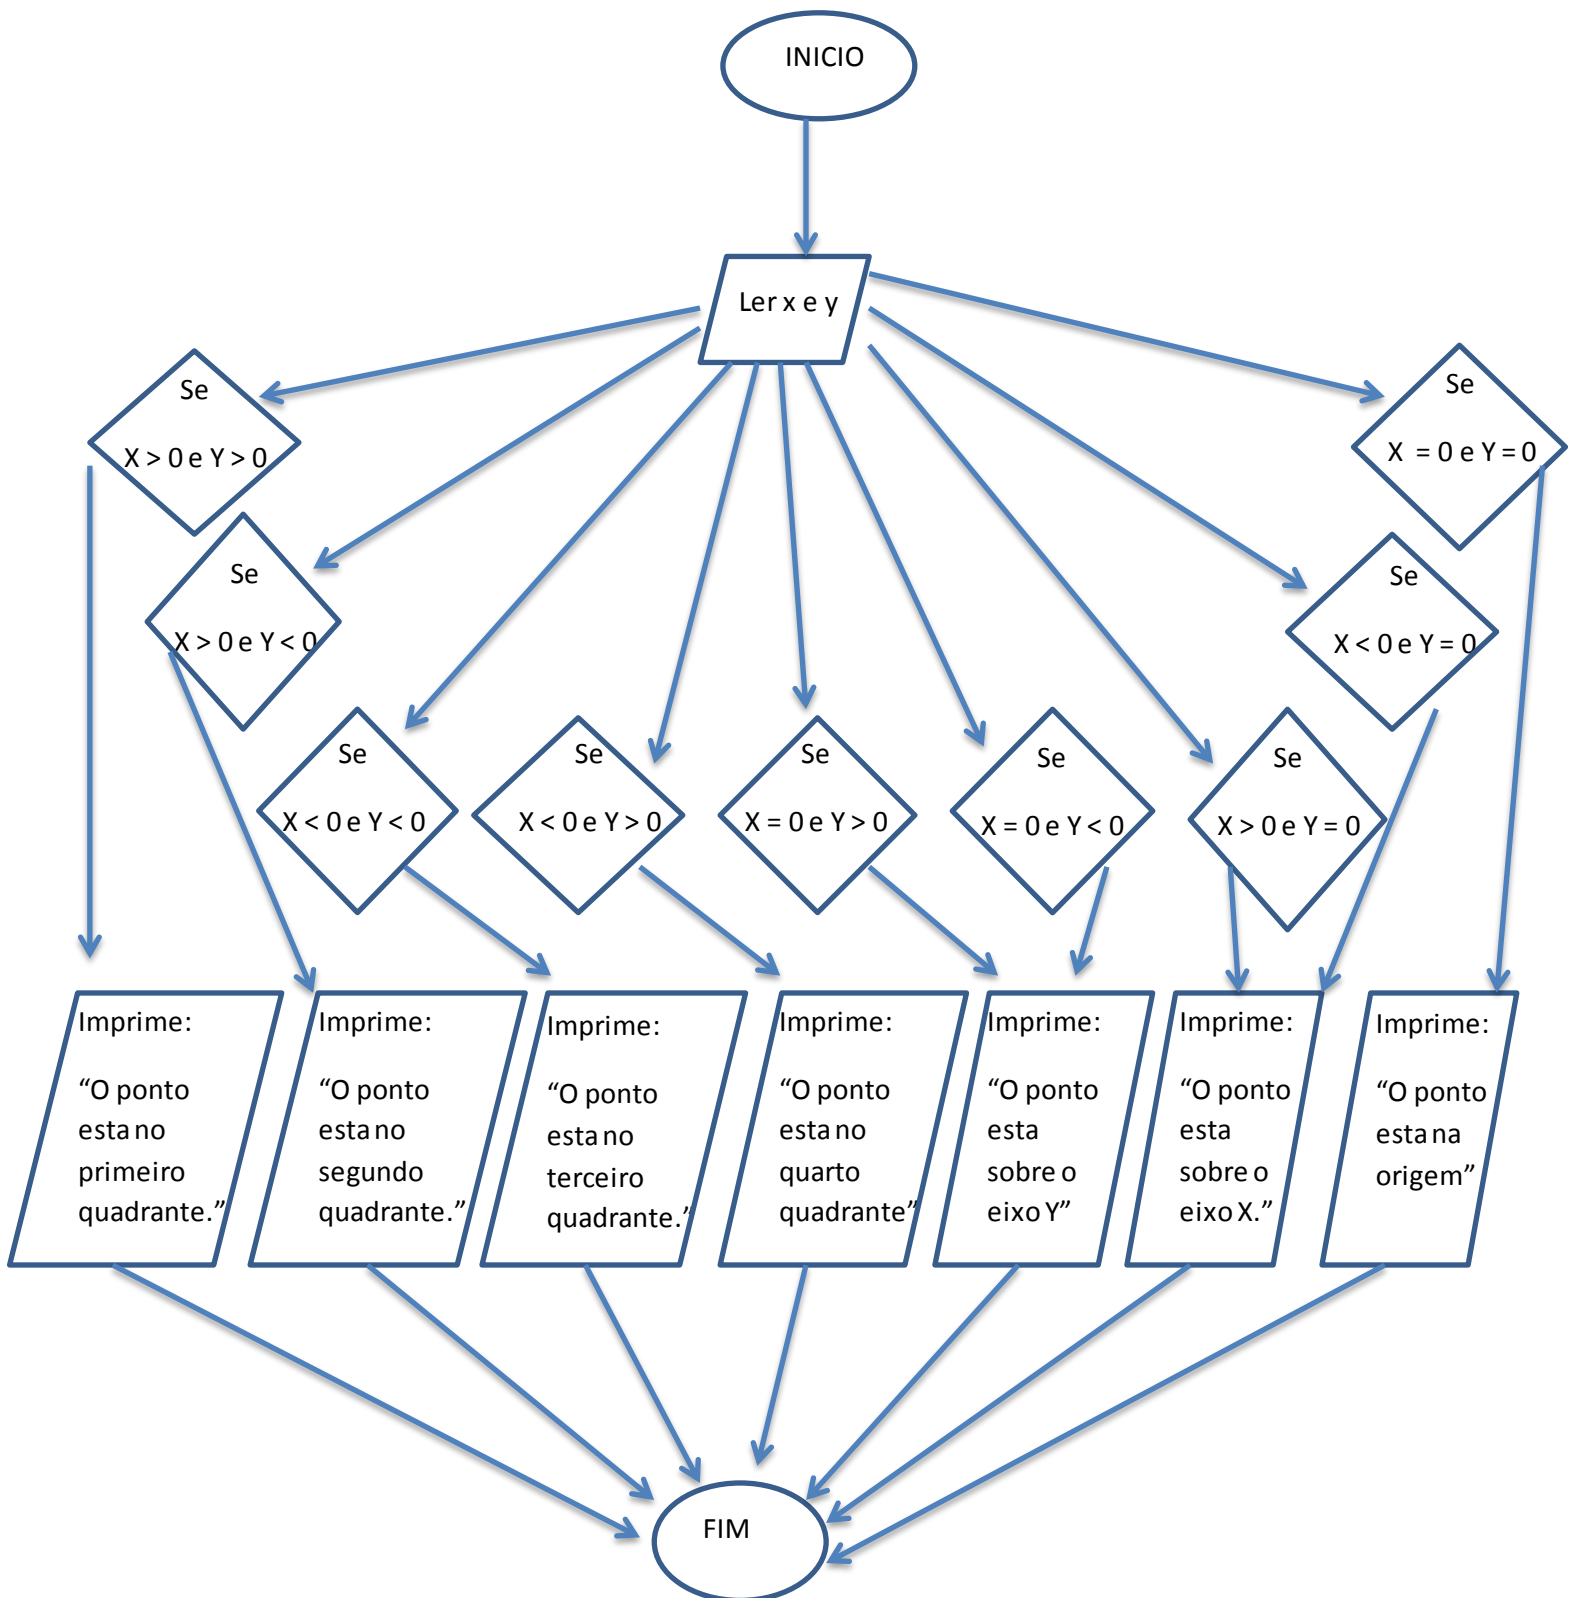 INICIO
Ler x e y
Se
X > 0 e Y > 0
Se
X = 0 e Y = 0
Se
X > 0 e Y < 0
Se
X < 0 e Y = 0
Se
X < 0 e Y < 0
Se
X < 0 e Y > 0
Se
X = 0 e Y > 0
Se
X = 0 e Y < 0
Se
X > 0 e Y = 0
Imprime:
“O ponto
esta no
primeiro
quadrante.”
Imprime:
“O ponto
esta no
segundo
quadrante.”
Imprime:
“O ponto
esta no
terceiro
quadrante.”
Imprime:
“O ponto
esta no
quarto
quadrante”
Imprime:
“O ponto
esta
sobre o
eixo Y”
Imprime:
“O ponto
esta
sobre o
eixo X.”
Imprime:
“O ponto
esta na
origem”
FIM